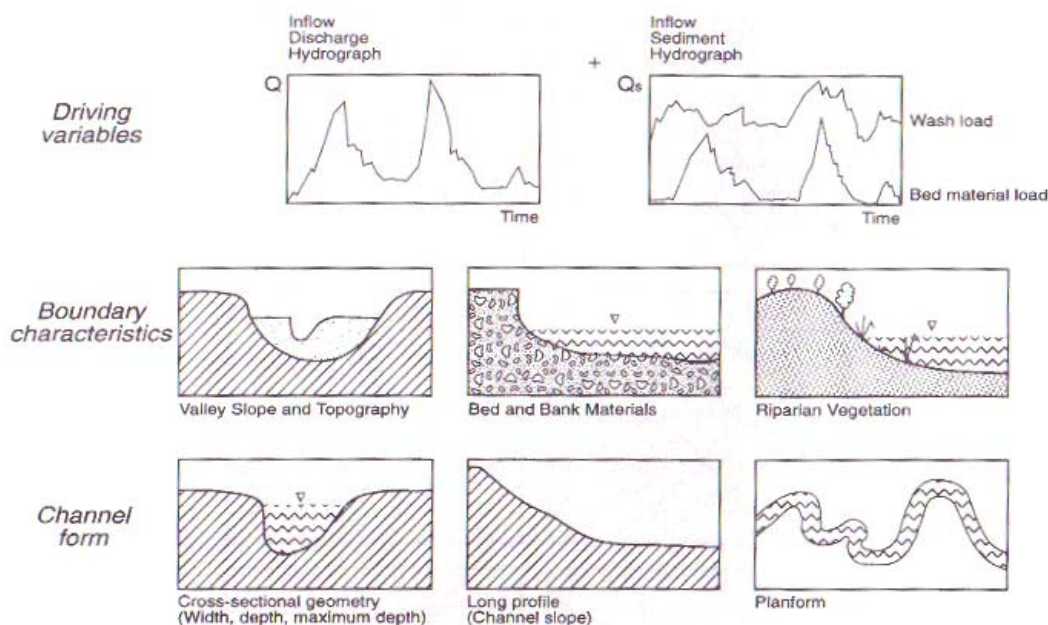 Inflow
Discharge
Hydrograph
+
Inflow
Sediment
Hydrograph
Driving
variables
Q
Time
Qs
Wash load
Bed material load
Time
Boundary
characteristics
Valley Slope and Topography
Bed and Bank Materials
Riparian Vegetation
Channel
form
Cross-sectional geometry
(Width, depth, maximum depth)
Long profile
(Channel slope)
Planform